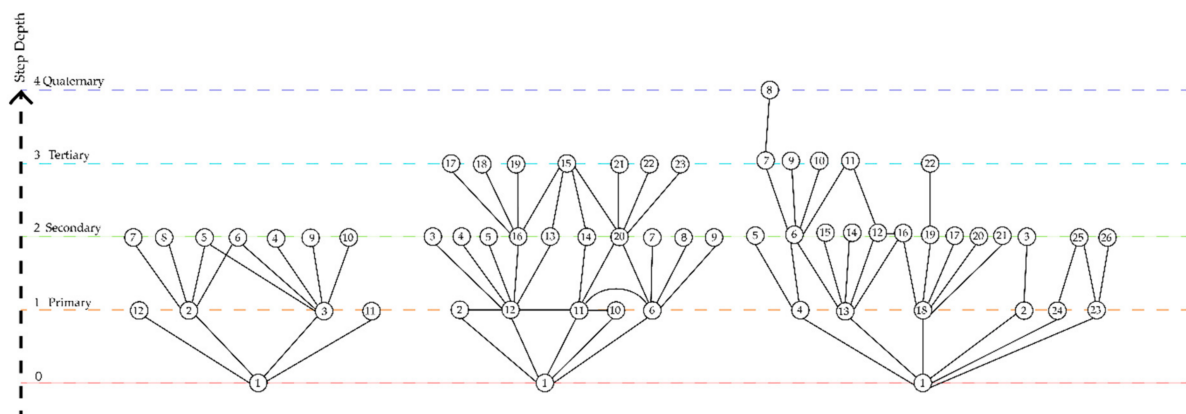 Step Depth
8
4 Quaternary
17 18 19 15 21 22 23 7 9 10 11 22
3 Tertiary
7 8 5 6 4 9 10 3 4 5 16 13 14 20 7 8 9 5 6 15 14 12 16 19 17 20 21 3 25 26
2 Secondary
12 2 3 11 2 12 11 10 6 4 13 18 2 24 23
1 Primary
1 1 1
0